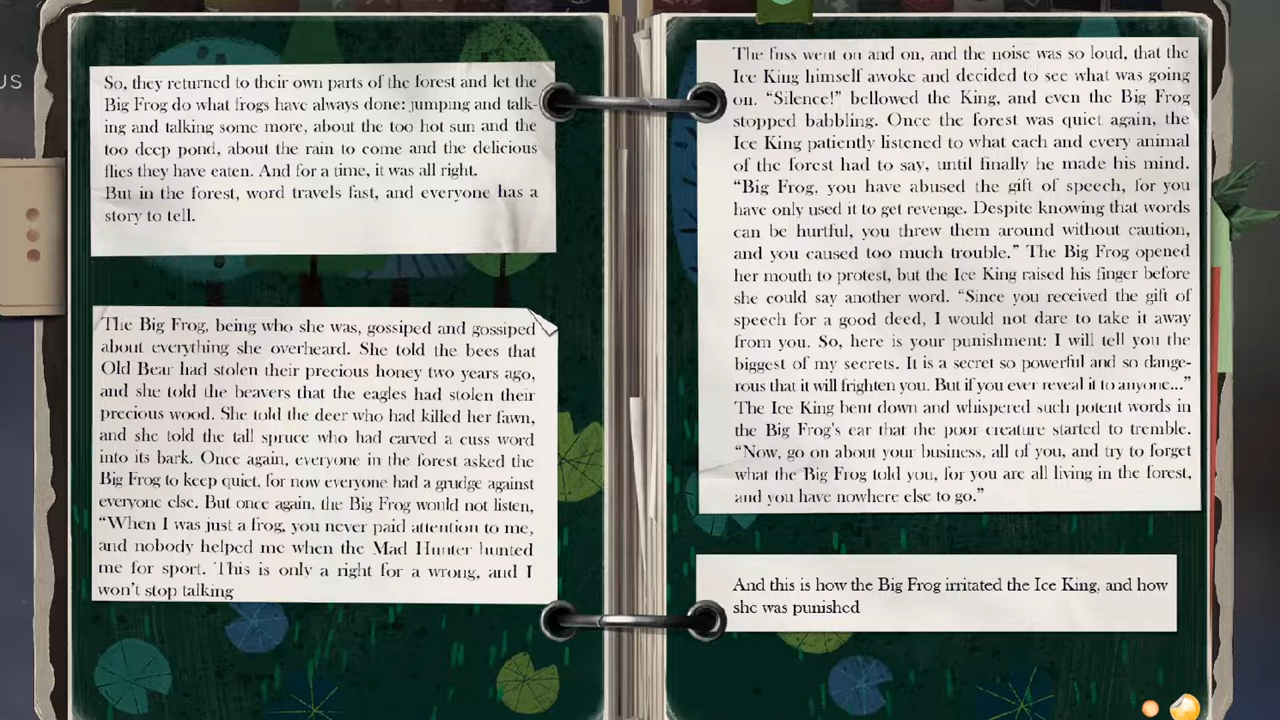 US
So, they returned to their own parts of the forest and let the
Big Frog do what frogs have always done: jumping and talk-
ing and talking some more, about the too hot sun and the
too deep pond, about the rain to come and the delicious
flies they have eaten. And for a time, it was all right.
But in the forest, word travels fast, and everyone has a
story to tell.
The Big Frog, being who she was, gossiped and gossiped
about everything she overheard. She told the bees that
Old Bear had stolen their precious honey two years ago,
and she told the beavers that the eagles had stolen their
precious wood. She told the deer who had killed her fawn,
and she told the tall spruce who had carved a cuss word
into its bark. Once again, everyone in the forest asked the
Big Frog to keep quiet, for now everyone had a grudge against
everyone else. But once again, the Big Frog would not listen,
“When I was just a frog, you never paid attention to me,
and nobody helped me when the Mad Hunter hunted
me for sport. This is only a right for a wrong, and I
won't stop talking
The fuss went on and on, and the noise was so loud, that the
Ice King himself awoke and decided to see what was going
on. “Silence!” bellowed the King, and even the Big Frog
stopped babbling. Once the forest was quiet again, the
Ice King patiently listened to what each and every animal
of the forest had to say, until finally he made his mind.
“Big Frog, you have abused the gift of speech, for you
have only used it to get revenge. Despite knowing that words
can be hurtful, you threw them around without caution,
and you caused too much trouble.” The Big Frog opened
her mouth to protest, but the Ice King raised his finger before
she could say another word. “Since you received the gift of
speech for a good deed, I would not dare to take it away
from you. So, here is your punishment: I will tell you the
biggest of my secrets. It is a secret so powerful and so dange-
rous that it will frighten you. But if you ever reveal it to anyone...”
The Ice King bent down and whispered such potent words in
the Big Frog's ear that the poor creature started to tremble.
“Now, go on about your business, all of you, and try to forget
what the Big Frog told you, for you are all living in the forest,
and you have nowhere else to go.”
And this is how the Big Frog irritated the Ice King, and how
she was punished